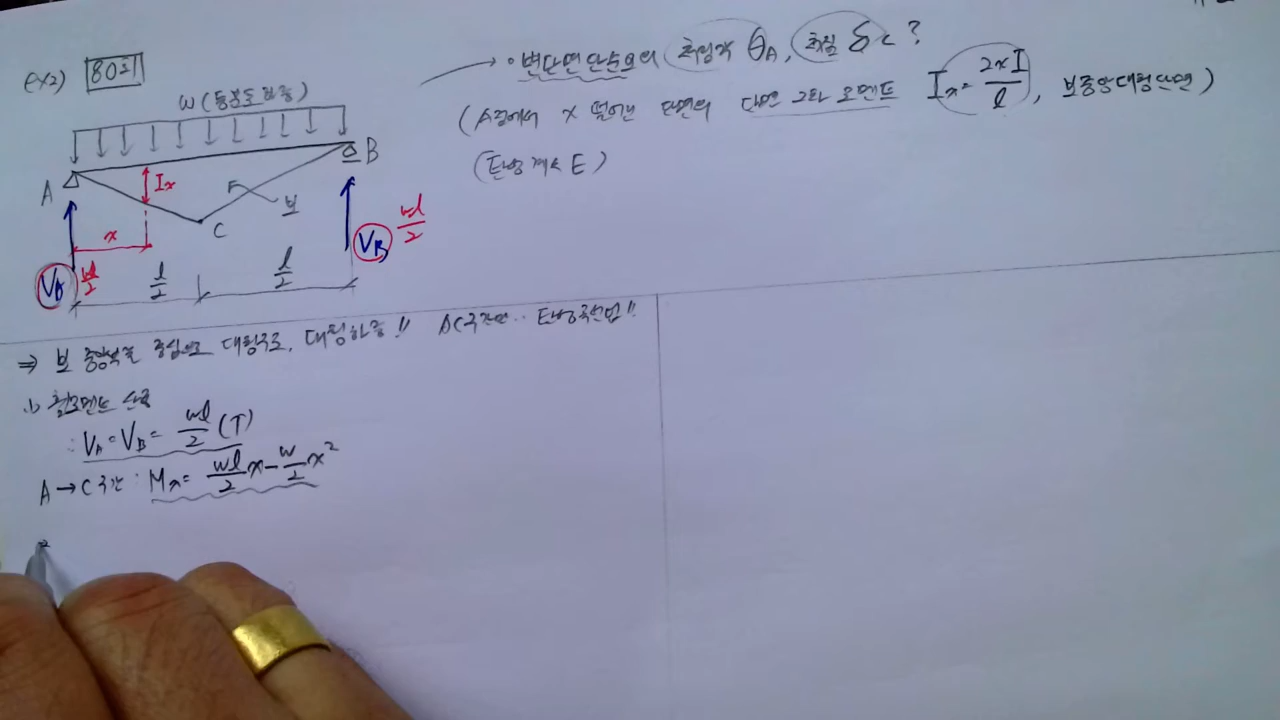 ex2) 80회
W (등분포하중)
A
B
C
Ix
x
보
VA wl/2
VB wl/2
l/2
l/2
• 변단면 단순보의 처짐각 θA, 처짐 δc ?
(A점에서 x 떨어진 단면의 단면 2차 모멘트 Ix = 2xI/l, 보 중앙 대칭단면)
(탄성계수 E)
⇒ 보 중앙부를 중심으로 대칭구조, 대칭하중!! AC구간만.. 탄성곡선법!!
1) 휨모멘트 산정
: VA = VB = wl/2 (↑)
A → C 구간 : Mx = wl/2 x - w/2 x²